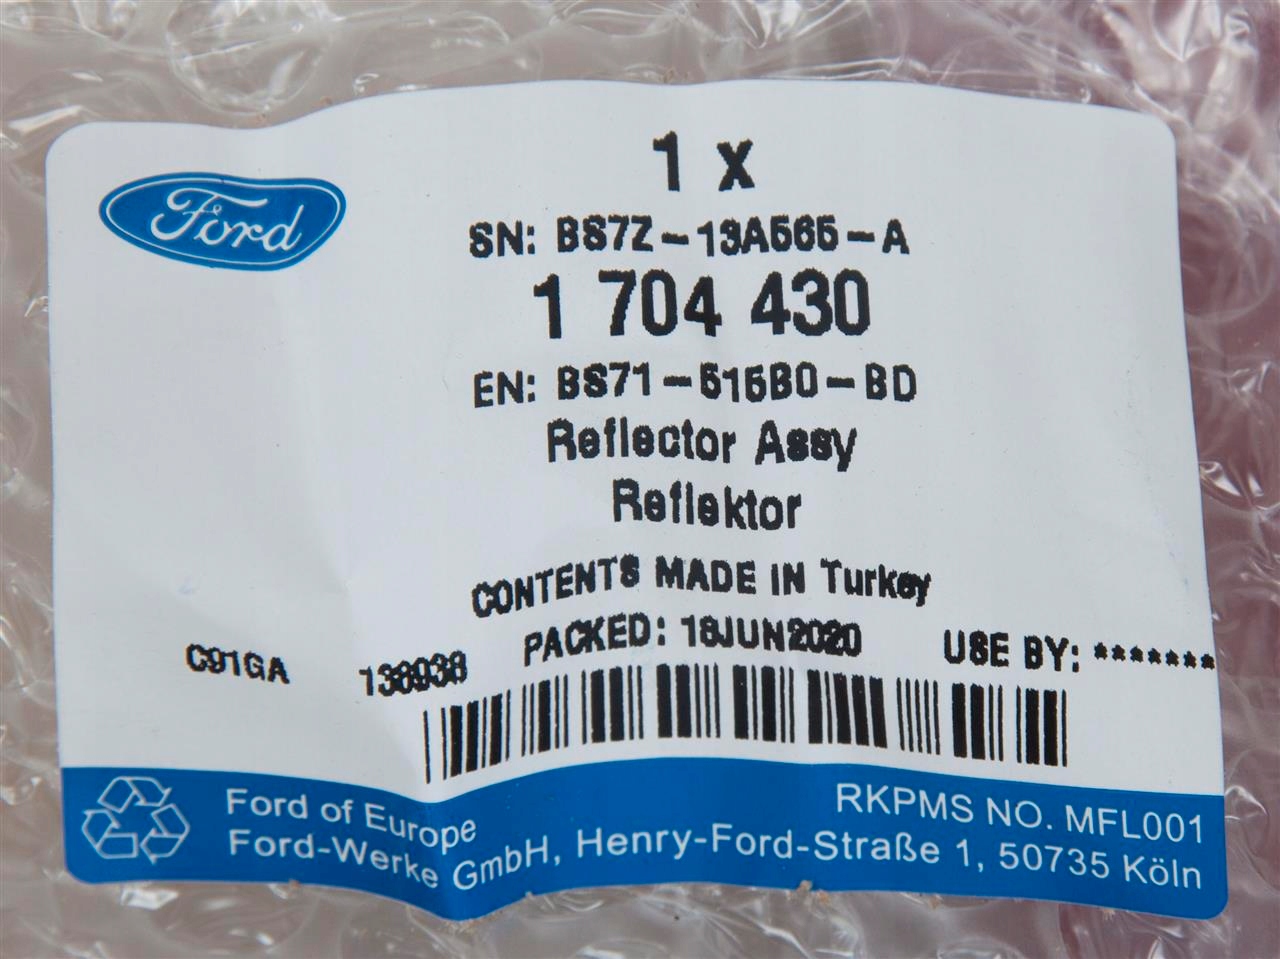 Ford
1 x
SN: BS7Z-13A565-A
1 704 430
EN: BS71-515B0-BD
Reflector Assy
Reflektor
CONTENTS MADE IN Turkey
PACKED: 18JUN2020 USE BY: *******
C91GA 138938
RKPMS NO. MFL001
Ford of Europe
Ford-Werke GmbH, Henry-Ford-Straße 1, 50735 Köln